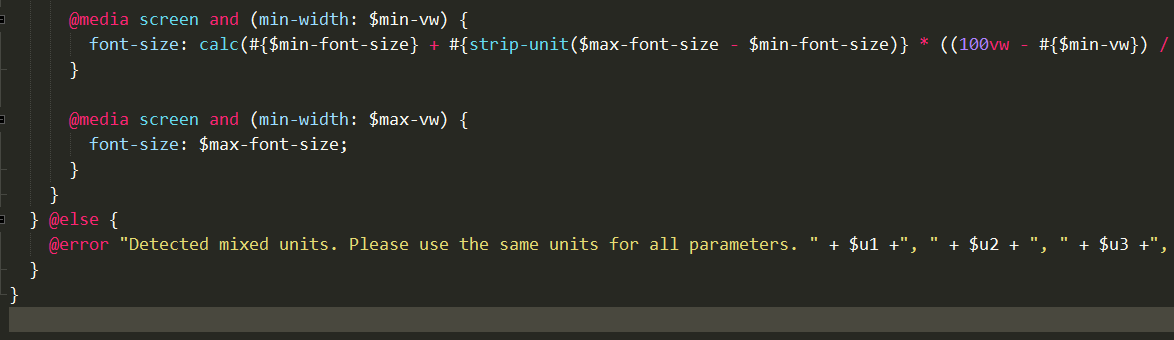 @media screen and (min-width: $min-vw) {
font-size: calc(#{$min-font-size} + #{strip-unit($max-font-size - $min-font-size)} * ((100vw - #{$min-vw}) /
}
@media screen and (min-width: $max-vw) {
font-size: $max-font-size;
}
}
} @else {
@error "Detected mixed units. Please use the same units for all parameters. " + $u1 +", " + $u2 + ", " + $u3 +",
}
}